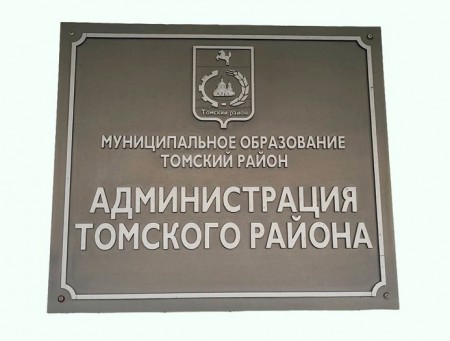 Томский район
МУНИЦИПАЛЬНОЕ ОБРАЗОВАНИЕ
ТОМСКИЙ РАЙОН
АДМИНИСТРАЦИЯ
ТОМСКОГО РАЙОНА